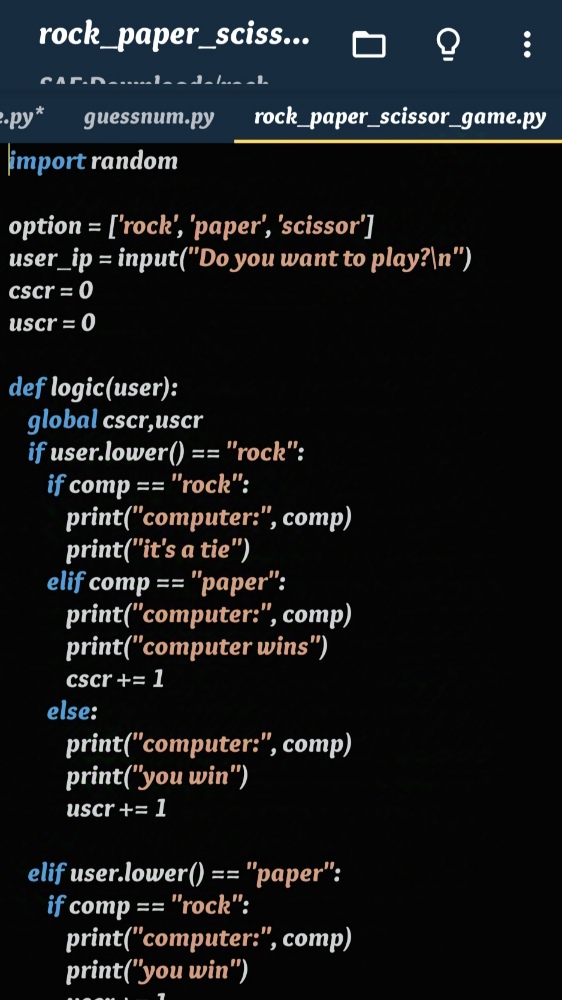 rock_paper_sciss...
e.py*
guessnum.py
rock_paper_scissor_game.py
import random
option = ['rock', 'paper', 'scissor']
user_ip = input("Do you want to play?\n")
cscr = 0
uscr = 0
def logic(user):
global cscr,uscr
if user.lower() == "rock":
if comp == "rock":
print("computer:", comp)
print("it's a tie")
elif comp == "paper":
print("computer:", comp)
print("computer wins")
cscr += 1
else:
print("computer:", comp)
print("you win")
uscr += 1
elif user.lower() == "paper":
if comp == "rock":
print("computer:", comp)
print("you win")